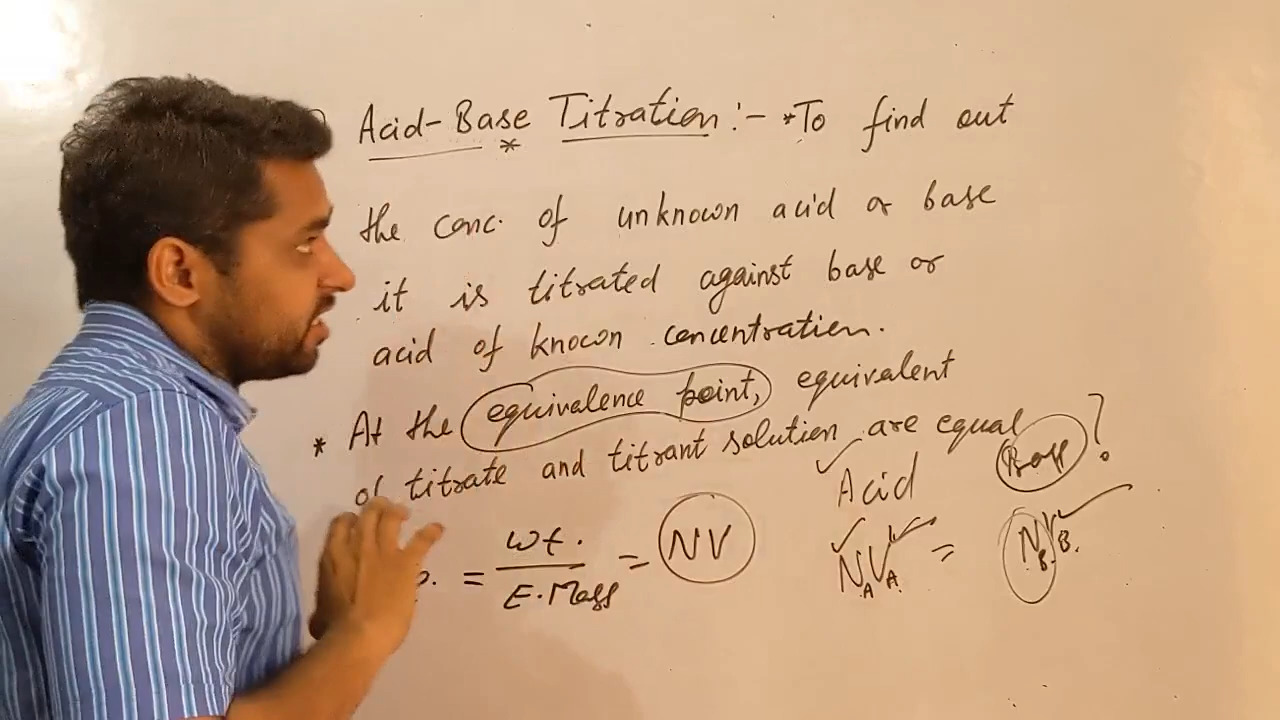 Acid-Base Titration :- *To find out
*
the conc. of unknown acid or base
it is titrated against base or
acid of known concentration.
* At the equivalence point, equivalent
of titrate and titrant solution are equal
Acid Base ?
= Wt. / E. Mass = NV
NAVA = NBVB.